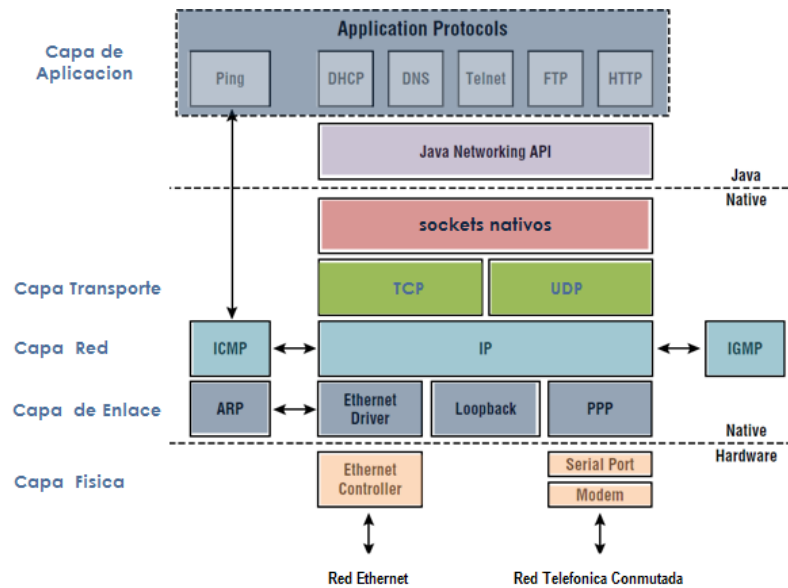 Application Protocols
Capa de
Aplicacion
Ping
DHCP
DNS
Telnet
FTP
HTTP
Java Networking API
Java
Native
sockets nativos
Capa Transporte
TCP
UDP
Capa Red
ICMP
IP
IGMP
Capa de Enlace
ARP
Ethernet
Driver
Loopback
PPP
Native
Hardware
Capa Fisica
Ethernet
Controller
Serial Port
Modem
Red Ethernet
Red Telefonica Conmutada